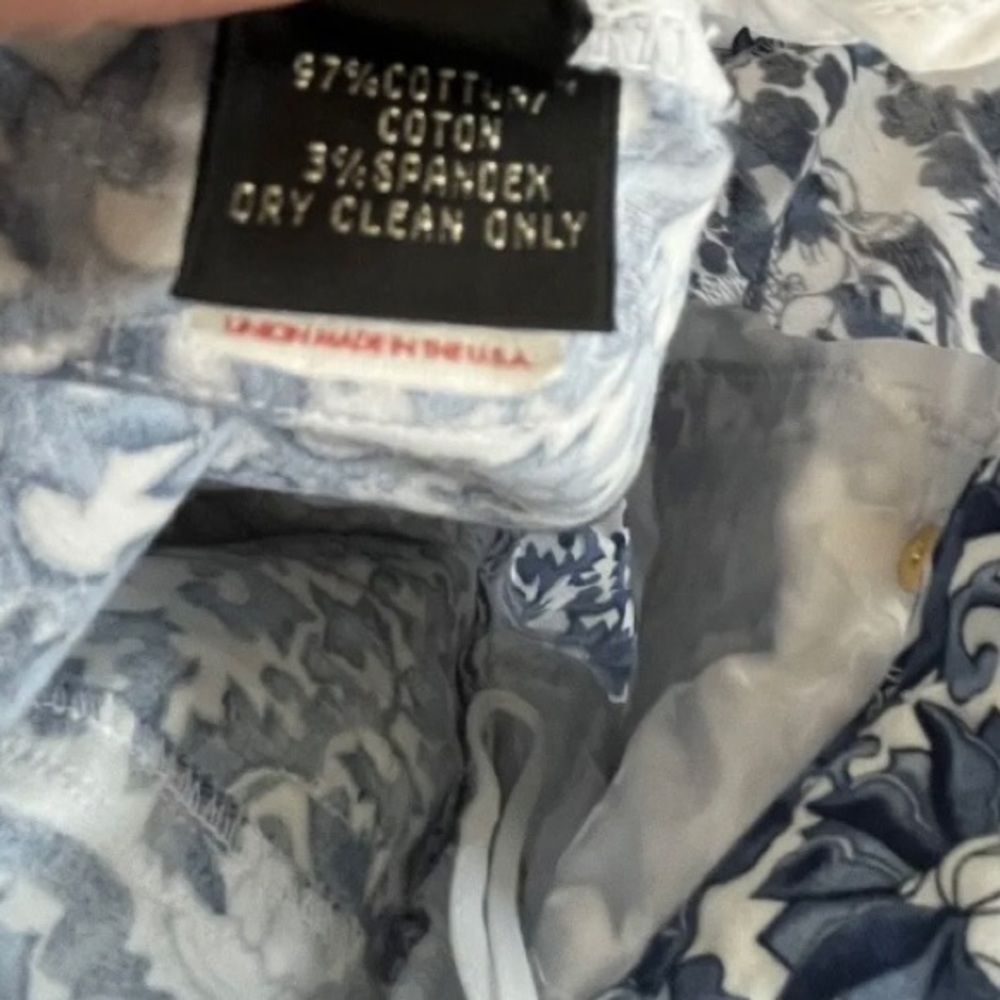 97%COTTON/
COTON
3%SPANDEX
DRY CLEAN ONLY
UNION MADE IN THE U.S.A.